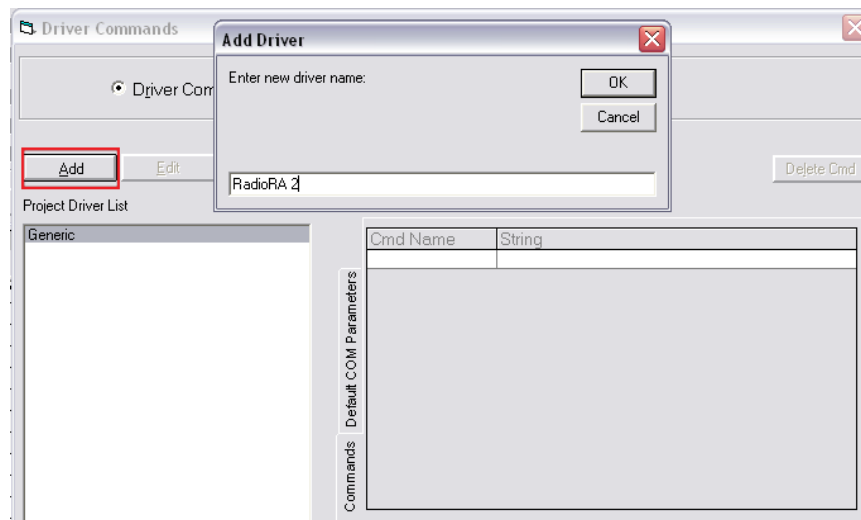 Driver Commands
Add Driver
Enter new driver name:
OK
Cancel
Driver Com
Add
Edit
RadioRA 2
Delete Cmd
Project Driver List
Generic
Cmd Name
String
Default COM Parameters
Commands